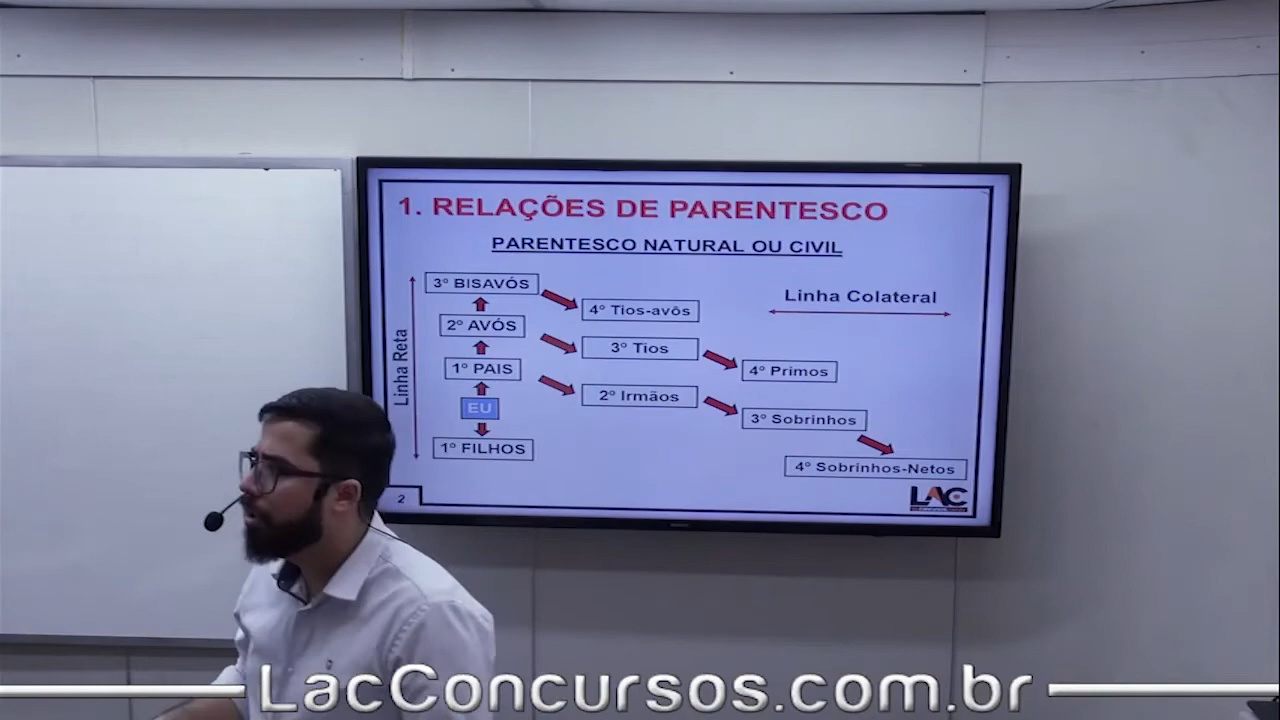 1. RELAÇÕES DE PARENTESCO
PARENTESCO NATURAL OU CIVIL
Linha Reta
3º BISAVÓS
4º Tios-avôs
Linha Colateral
2º AVÓS
3º Tios
1º PAIS
4º Primos
EU
2º Irmãos
3º Sobrinhos
1º FILHOS
4º Sobrinhos-Netos
2
LAC
LacConcursos.com.br